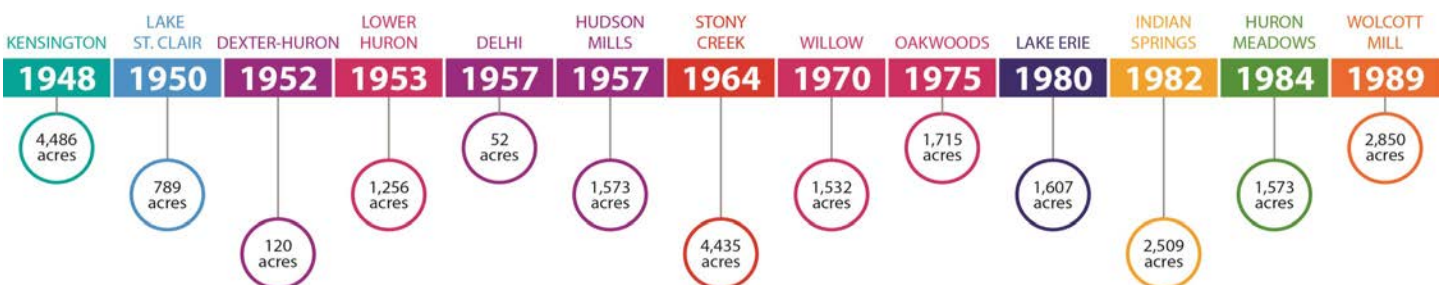 KENSINGTON
1948
4,486
acres
LAKE
ST. CLAIR
1950
789
acres
DEXTER-HURON
1952
120
acres
LOWER
HURON
1953
1,256
acres
DELHI
1957
52
acres
HUDSON
MILLS
1957
1,573
acres
STONY
CREEK
1964
4,435
acres
WILLOW
1970
1,532
acres
OAKWOODS
1975
1,715
acres
LAKE ERIE
1980
1,607
acres
INDIAN
SPRINGS
1982
2,509
acres
HURON
MEADOWS
1984
1,573
acres
WOLCOTT
MILL
1989
2,850
acres